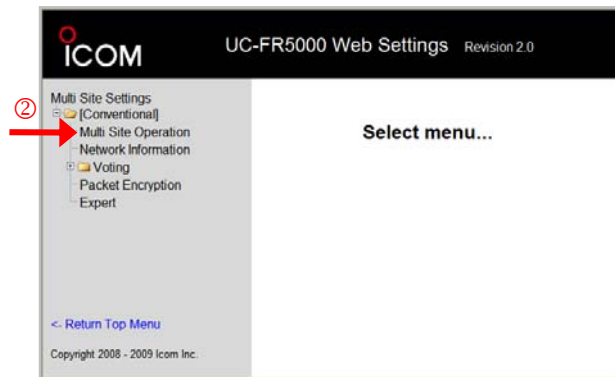 ICOM
UC-FR5000 Web Settings Revision 2.0
Multi Site Settings
[Conventional]
②
Multi Site Operation
Network Information
Voting
Packet Encryption
Expert
Select menu...
<- Return Top Menu
Copyright 2008 - 2009 Icom Inc.